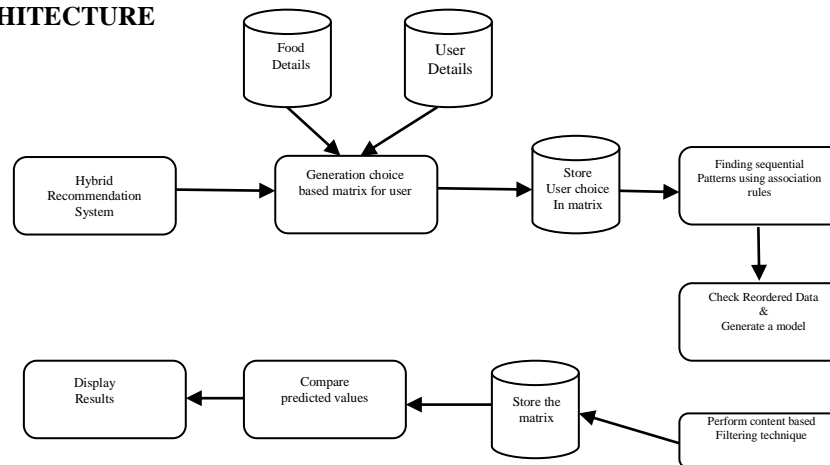 HITECTURE
Food
Details
User
Details
Hybrid
Recommendation
System
Generation choice
based matrix for user
Store
User choice
In matrix
Finding sequential
Patterns using association
rules
Check Reordered Data
&
Generate a model
Perform content based
Filtering technique
Store the
matrix
Compare
predicted values
Display
Results